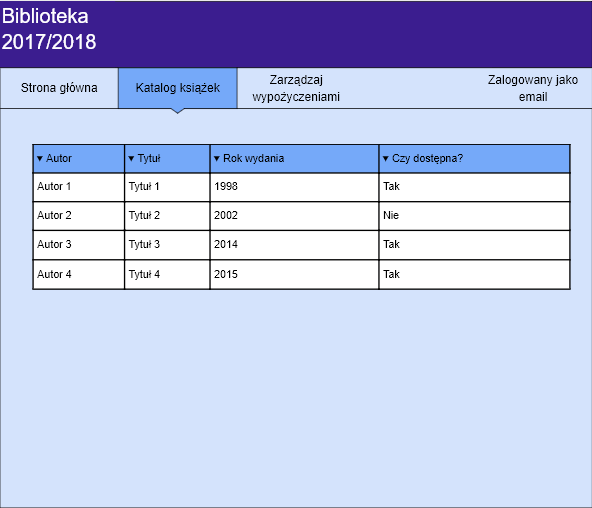 Biblioteka
2017/2018
Strona główna
Katalog książek
Zarządzaj
wypożyczeniami
Zalogowany jako
email
▾ Autor ▾ Tytuł ▾ Rok wydania ▾ Czy dostępna?
Autor 1 Tytuł 1 1998 Tak
Autor 2 Tytuł 2 2002 Nie
Autor 3 Tytuł 3 2014 Tak
Autor 4 Tytuł 4 2015 Tak